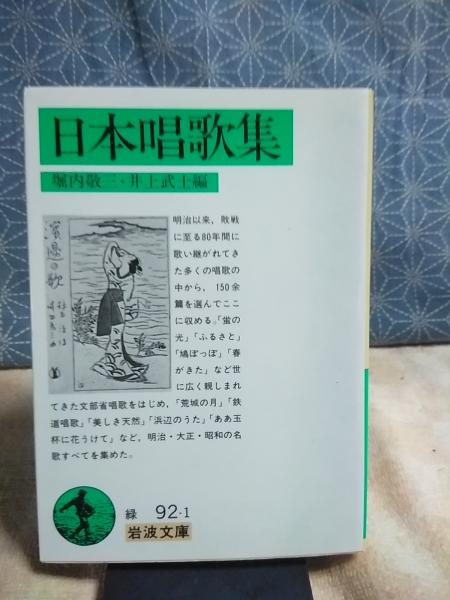 日本唱歌集
堀内敬三・井上武士編
濱邊の歌
明治以来，敗戦
に至る80年間に
歌い継がれてき
た多くの唱歌の
中から，150余
篇を選んでここ
に収める。「蛍の
光」「ふるさと」
「鳩ぽっぽ」「春
がきた」など世
に広く親しまれ
てきた文部省唱歌をはじめ，「荒城の月」「鉄
道唱歌」「美しき天然」「浜辺のうた」「ああ玉
杯に花うけて」など，明治・大正・昭和の名
歌すべてを集めた。
緑 92-1
岩波文庫